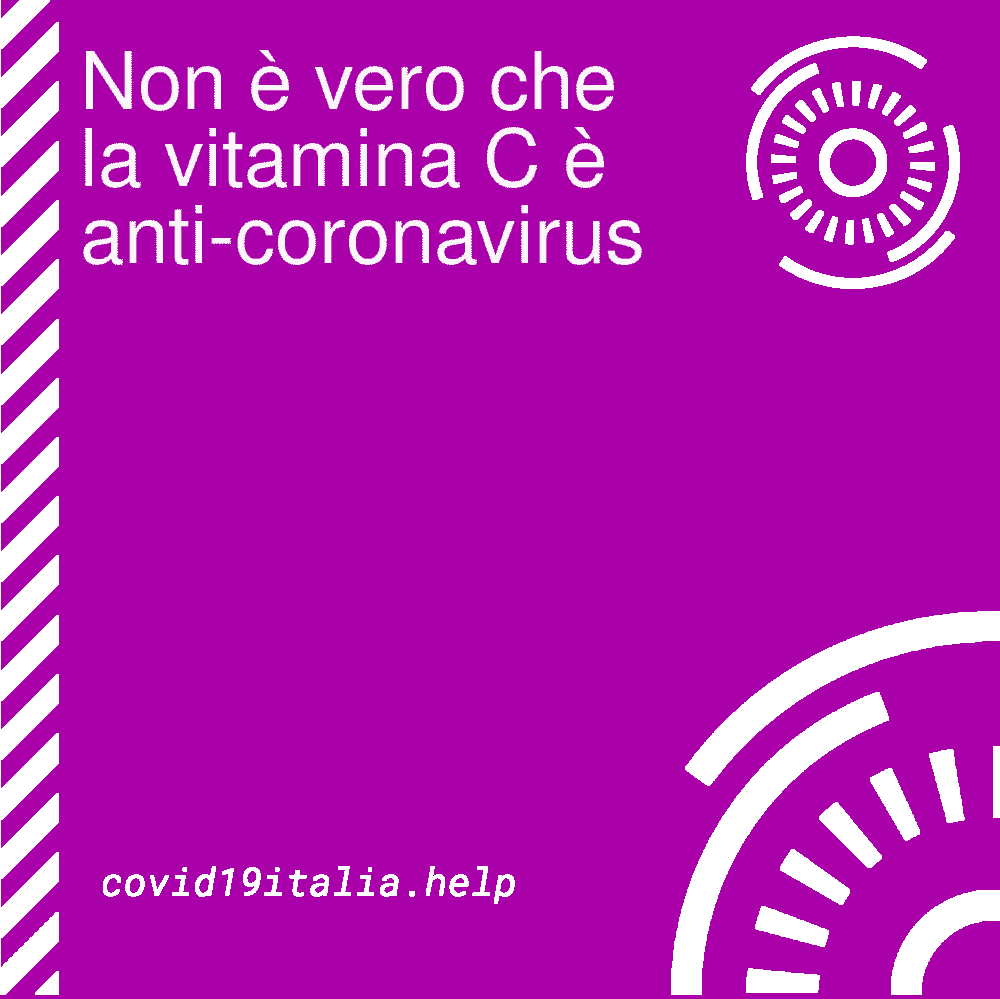 Non è vero che
la vitamina C è
anti-coronavirus
covid19italia.help